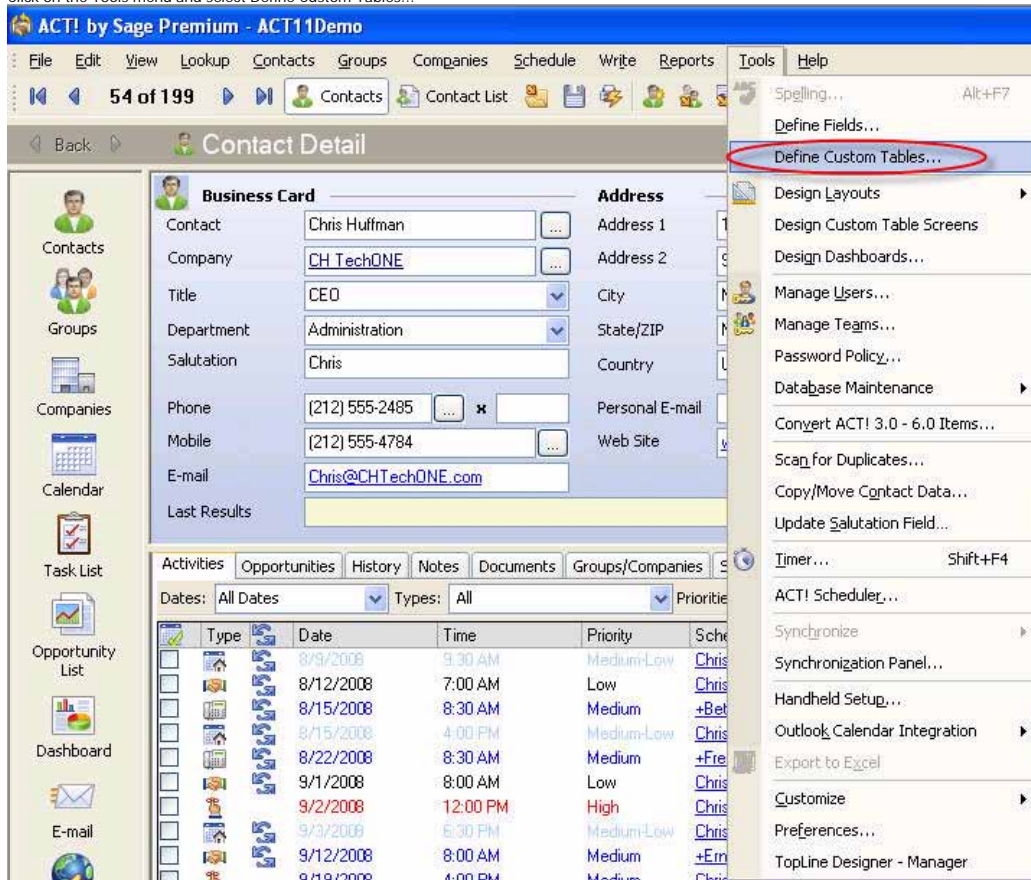 Click on the Tools menu and select Define Custom Tables...
ACT! by Sage Premium - ACT11Demo
File Edit View Lookup Contacts Groups Companies Schedule Write Reports Tools Help
54 of 199 Contacts Contact List
Back Contact Detail
Contacts
Groups
Companies
Calendar
Task List
Opportunity
List
Dashboard
E-mail
Business Card
Contact Chris Huffman ...
Company CH TechONE ...
Title CEO
Department Administration
Salutation Chris
Phone (212) 555-2485 ... x
Mobile (212) 555-4784 ...
E-mail Chris@CHTechONE.com
Last Results
Address
Address 1
Address 2
City
State/ZIP
Country
Personal E-mail
Web Site
Activities Opportunities History Notes Documents Groups/Companies
Dates: All Dates Types: All
Type Date Time Priority
8/9/2008 9:30 AM Medium-Low Chris
8/12/2008 7:00 AM Low Chris
8/15/2008 8:30 AM Medium +Bet
8/15/2008 4:00 PM Medium-Low Chris
8/22/2008 8:30 AM Medium +Fre
9/1/2008 8:00 AM Low Chris
9/2/2008 12:00 PM High Chris
9/3/2008 6:30 PM Medium-Low Chris
9/12/2008 8:00 AM Medium +Ern
9/19/2008 4:00 PM Medium Chris
Spelling... Alt+F7
Define Fields...
Define Custom Tables...
Design Layouts
Design Custom Table Screens
Design Dashboards...
Manage Users...
Manage Teams...
Password Policy...
Database Maintenance
Convert ACT! 3.0 - 6.0 Items...
Scan for Duplicates...
Copy/Move Contact Data...
Update Salutation Field...
Timer... Shift+F4
ACT! Scheduler...
Synchronize
Synchronization Panel...
Handheld Setup...
Outlook Calendar Integration
Export to Excel
Customize
Preferences...
TopLine Designer - Manager